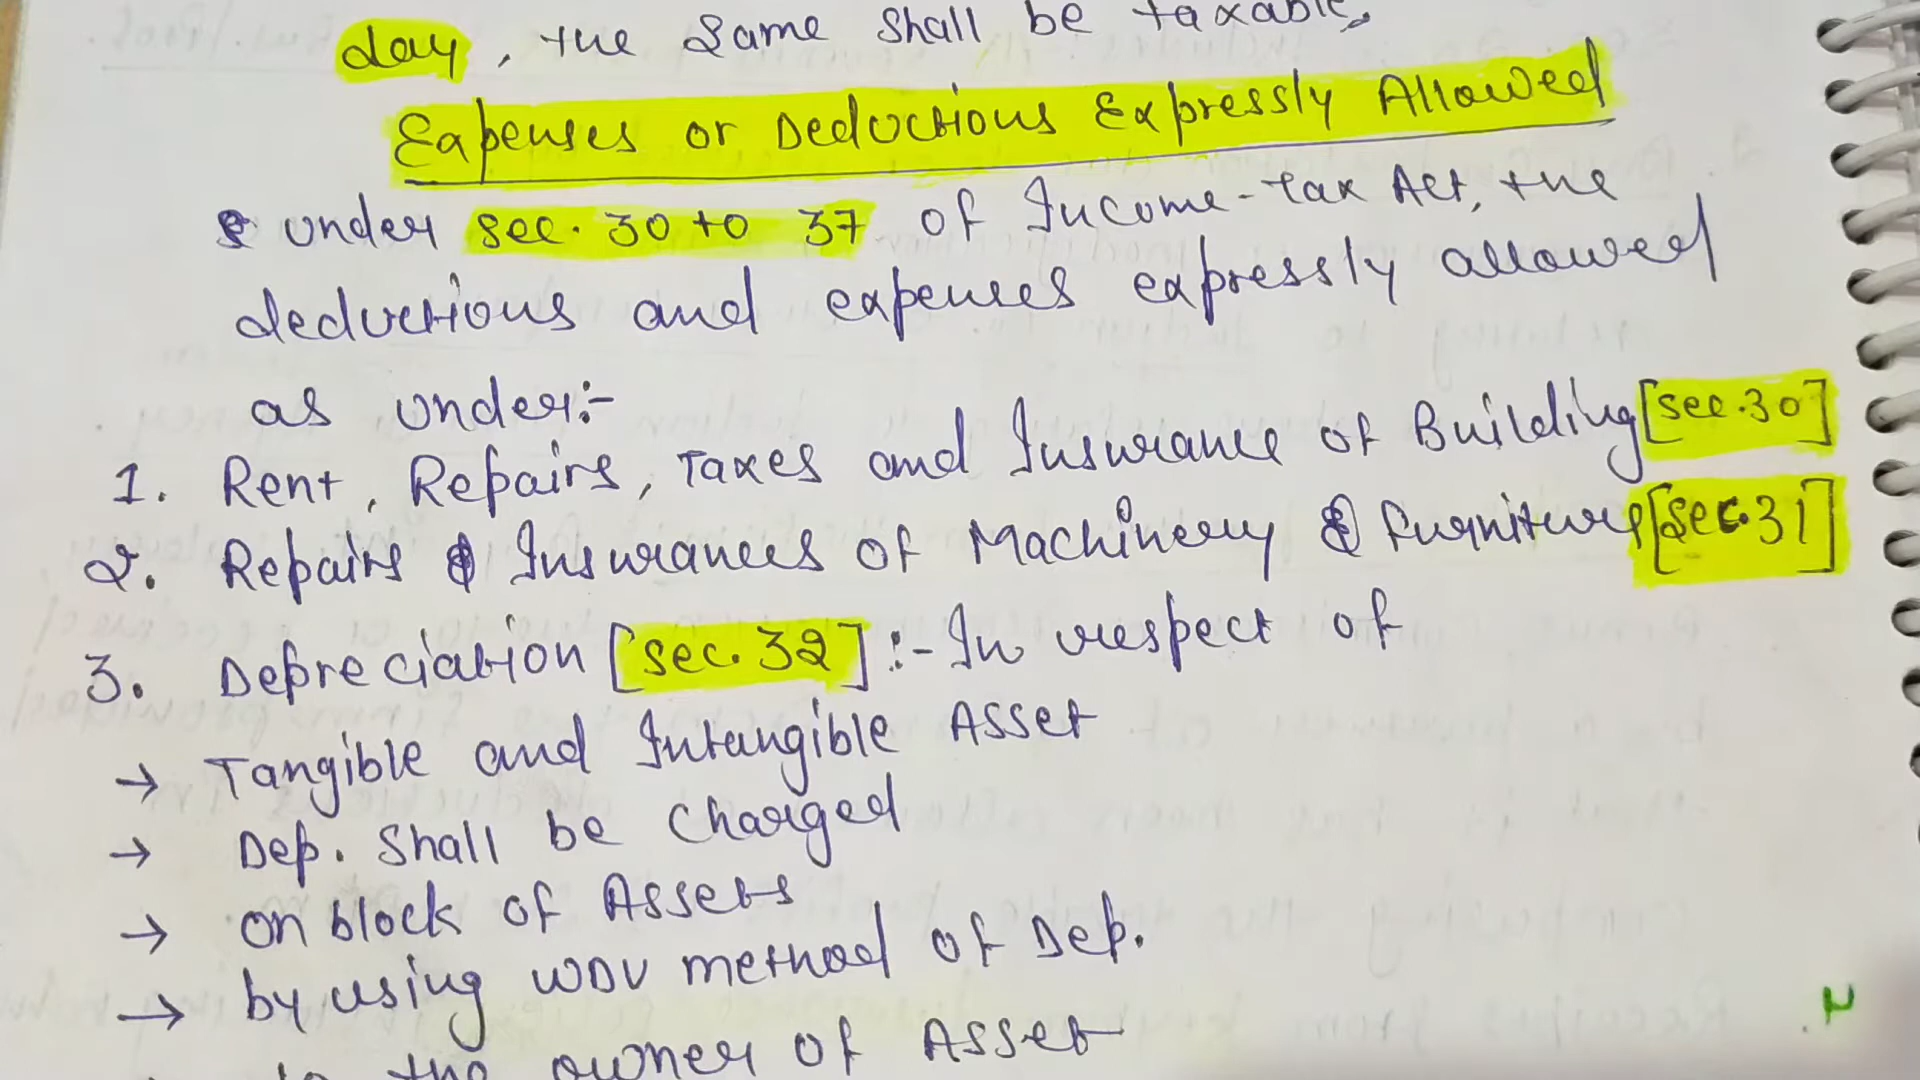 day, the same shall be taxable.
Expenses or Deductions Expressly Allowed
under sec. 30 to 37 of Income-tax Act, the
deductions and expenses expressly allowed
as under:-
1. Rent, Repairs, Taxes and Insurance of Building [sec.30]
2. Repairs & Insurances of Machinery & furniture [sec.31]
3. Depreciation [sec. 32] :- In respect of
→ Tangible and Intangible Asset
→ Dep. shall be charged
→ on block of Assets
→ by using WDV method of Dep.
to the owner of Asset